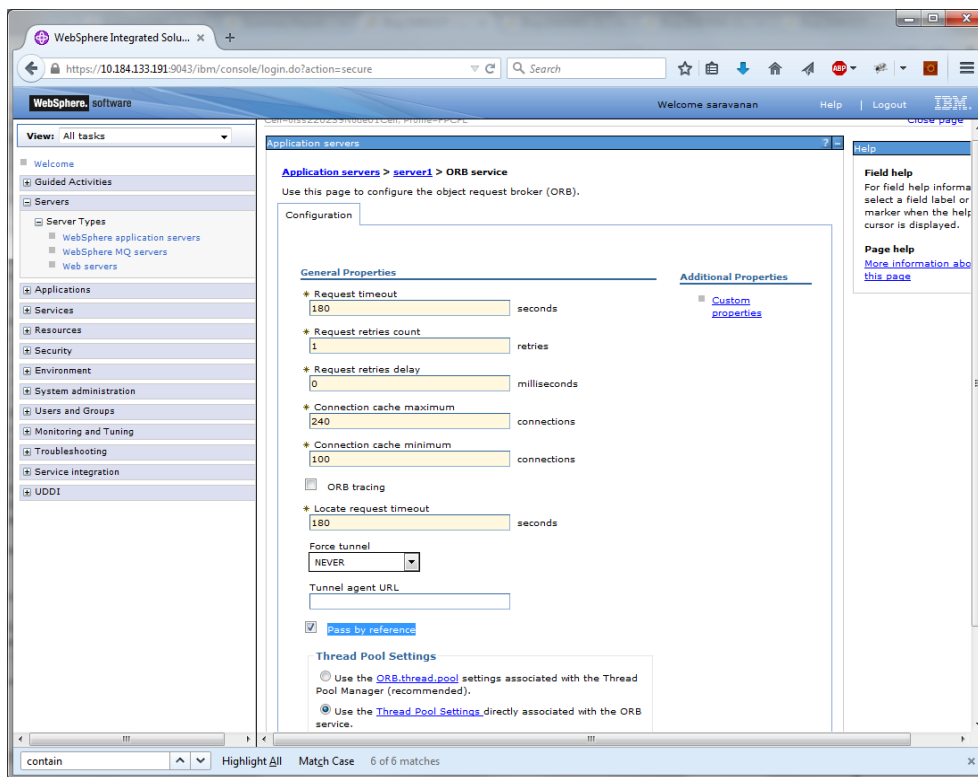 WebSphere Integrated Solu... × +
https://10.184.133.191:9043/ibm/console/login.do?action=secure
Search
ABP
WebSphere. software
Welcome saravanan
Help | Logout
IBM.
View: All tasks
Welcome
Guided Activities
Servers
Server Types
WebSphere application servers
WebSphere MQ servers
Web servers
Applications
Services
Resources
Security
Environment
System administration
Users and Groups
Monitoring and Tuning
Troubleshooting
Service integration
UDDI
Close page
Application servers ? –
Application servers > server1 > ORB service
Use this page to configure the object request broker (ORB).
Configuration
General Properties
* Request timeout
180 seconds
* Request retries count
1 retries
* Request retries delay
0 milliseconds
* Connection cache maximum
240 connections
* Connection cache minimum
100 connections
ORB tracing
* Locate request timeout
180 seconds
Force tunnel
NEVER
Tunnel agent URL
Pass by reference
Thread Pool Settings
Use the ORB.thread.pool settings associated with the Thread
Pool Manager (recommended).
Use the Thread Pool Settings directly associated with the ORB
service.
Additional Properties
Custom
properties
Help
Field help
For field help informa
select a field label or
marker when the help
cursor is displayed.
Page help
More information abo
this page
contain Highlight All Match Case 6 of 6 matches ×